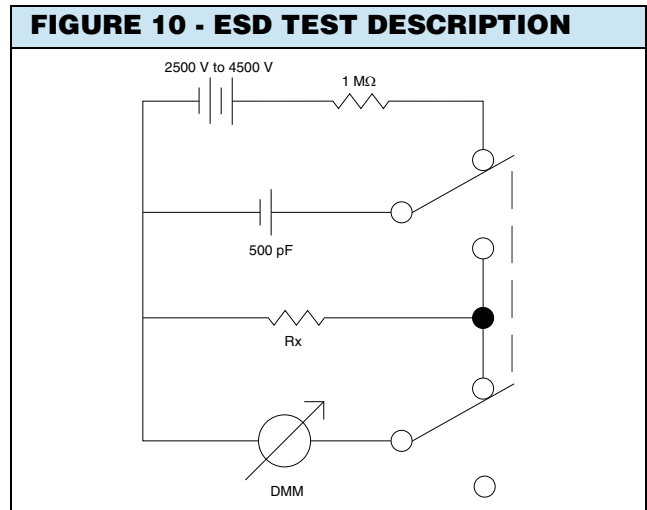 FIGURE 10 - ESD TEST DESCRIPTION
2500 V to 4500 V
1 MΩ
500 pF
Rx
DMM